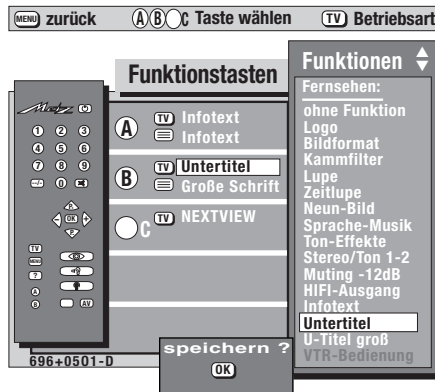 MENU zurück A B C Taste wählen TV Betriebsart
Funktionen
Fernsehen:
ohne Funktion
Logo
Bildformat
Kammfilter
Lupe
Zeitlupe
Neun-Bild
Sprache-Musik
Ton-Effekte
Stereo/Ton 1-2
Muting -12dB
HIFI-Ausgang
Infotext
Untertitel
U-Titel groß
VTR-Bedienung
Funktionstasten
A TV Infotext
Infotext
B TV Untertitel
Große Schrift
C TV NEXTVIEW
Metz
1 2 3
4 5 6
7 8 9
--/- 0
P+
- OK +
P-
TV
MENU
?
A
B AV
696+0501-D
speichern ?
OK